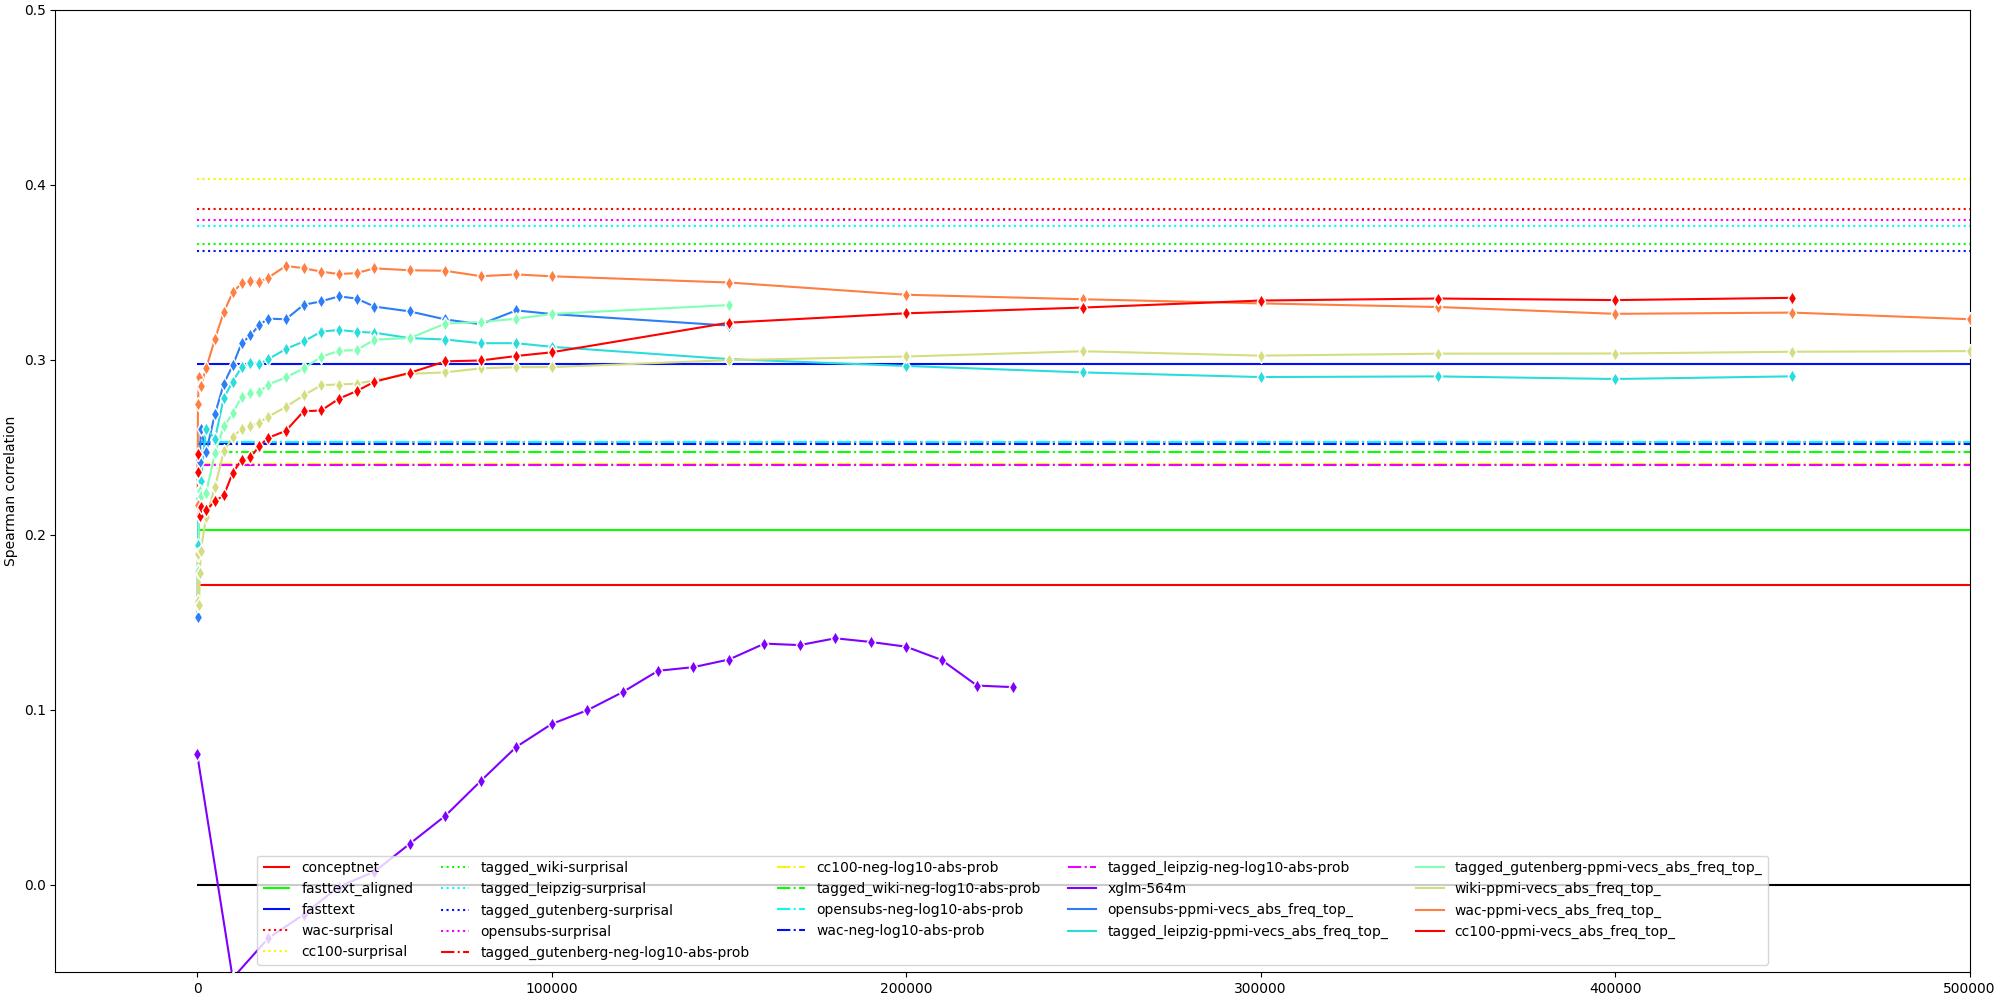 0.5
0.4
0.3
0.2
0.1
0.0
Spearman correlation
conceptnet
fasttext_aligned
fasttext
wac-surprisal
cc100-surprisal
tagged_wiki-surprisal
tagged_leipzig-surprisal
tagged_gutenberg-surprisal
opensubs-surprisal
tagged_gutenberg-neg-log10-abs-prob
cc100-neg-log10-abs-prob
tagged_wiki-neg-log10-abs-prob
opensubs-neg-log10-abs-prob
wac-neg-log10-abs-prob
tagged_leipzig-neg-log10-abs-prob
xglm-564m
opensubs-ppmi-vecs_abs_freq_top_
tagged_leipzig-ppmi-vecs_abs_freq_top_
tagged_gutenberg-ppmi-vecs_abs_freq_top_
wiki-ppmi-vecs_abs_freq_top_
wac-ppmi-vecs_abs_freq_top_
cc100-ppmi-vecs_abs_freq_top_
0 100000 200000 300000 400000 500000